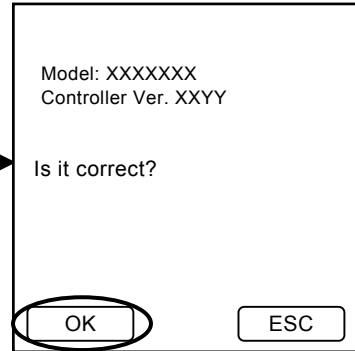 Model: XXXXXXX
Controller Ver. XXYY
Is it correct?
OK ESC